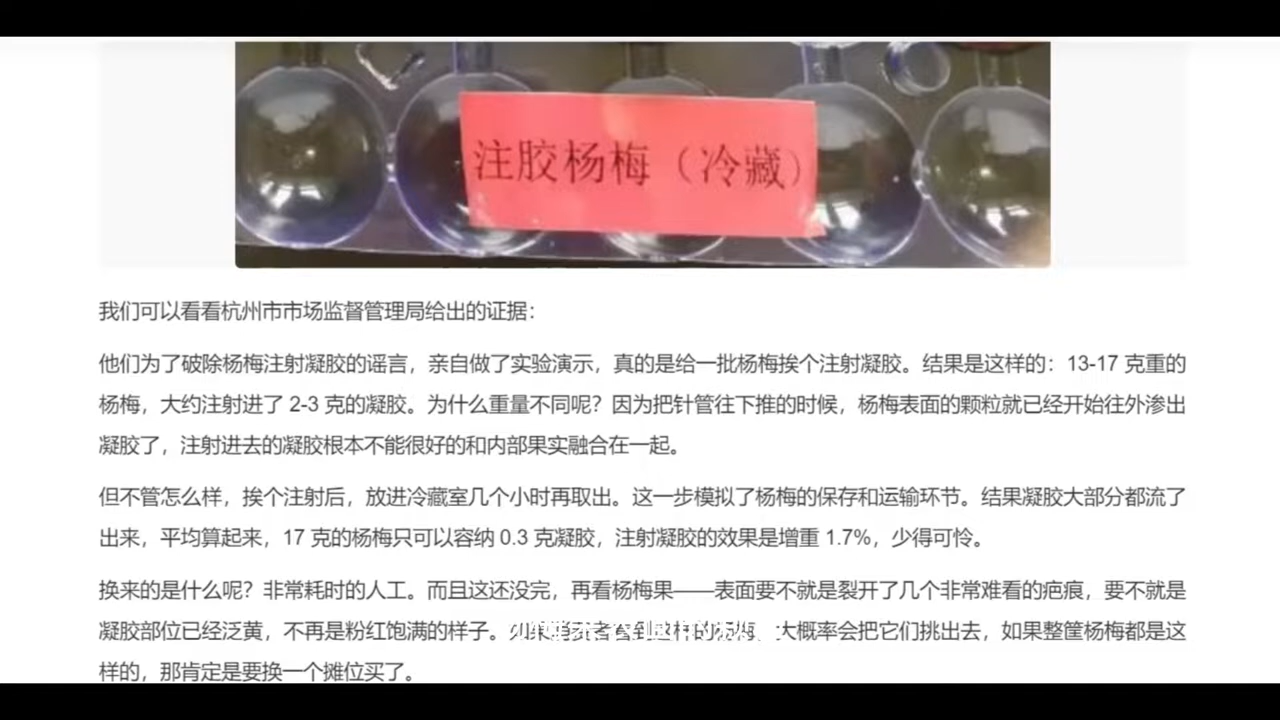 注胶杨梅（冷藏）
我们可以看看杭州市市场监督管理局给出的证据：
他们为了破除杨梅注射凝胶的谣言，亲自做了实验演示，真的是给一批杨梅挨个注射凝胶。结果是这样的：13-17 克重的
杨梅，大约注射进了 2-3 克的凝胶。为什么重量不同呢？因为把针管往下推的时候，杨梅表面的颗粒就已经开始往外渗出
凝胶了，注射进去的凝胶根本不能很好的和内部果实融合在一起。
但不管怎么样，挨个注射后，放进冷藏室几个小时再取出。这一步模拟了杨梅的保存和运输环节。结果凝胶大部分都流了
出来，平均算起来，17 克的杨梅只可以容纳 0.3 克凝胶，注射凝胶的效果是增重 1.7%，少得可怜。
换来的是什么呢？非常耗时的人工。而且这还没完，再看杨梅果——表面要不就是裂开了几个非常难看的疤痕，要不就是
凝胶部位已经泛黄，不再是粉红饱满的样子。 大概率会把它们挑出去，如果整筐杨梅都是这
样的，那肯定是要换一个摊位买了。